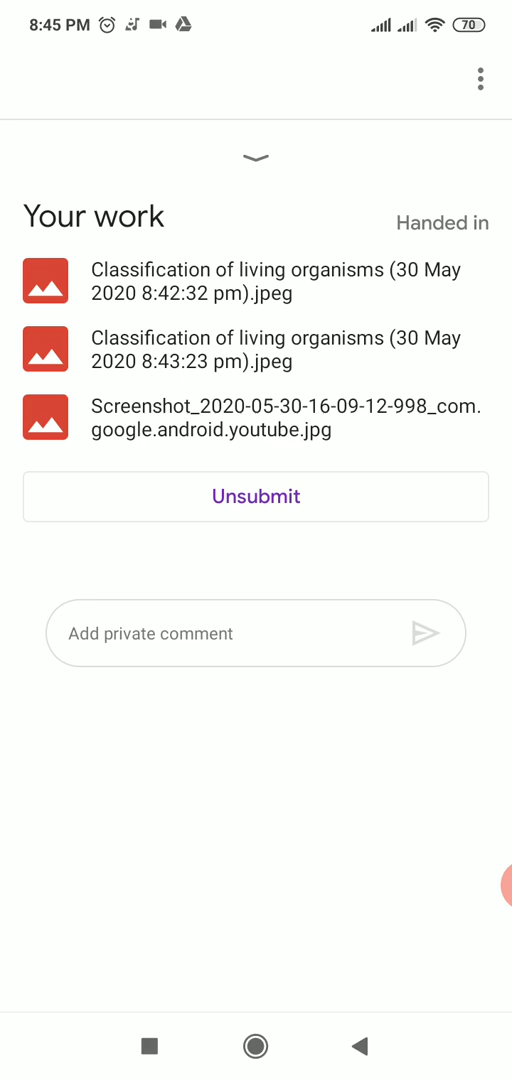 8:45 PM
70
Your work
Handed in
Classification of living organisms (30 May
2020 8:42:32 pm).jpeg
Classification of living organisms (30 May
2020 8:43:23 pm).jpeg
Screenshot_2020-05-30-16-09-12-998_com.
google.android.youtube.jpg
Unsubmit
Add private comment